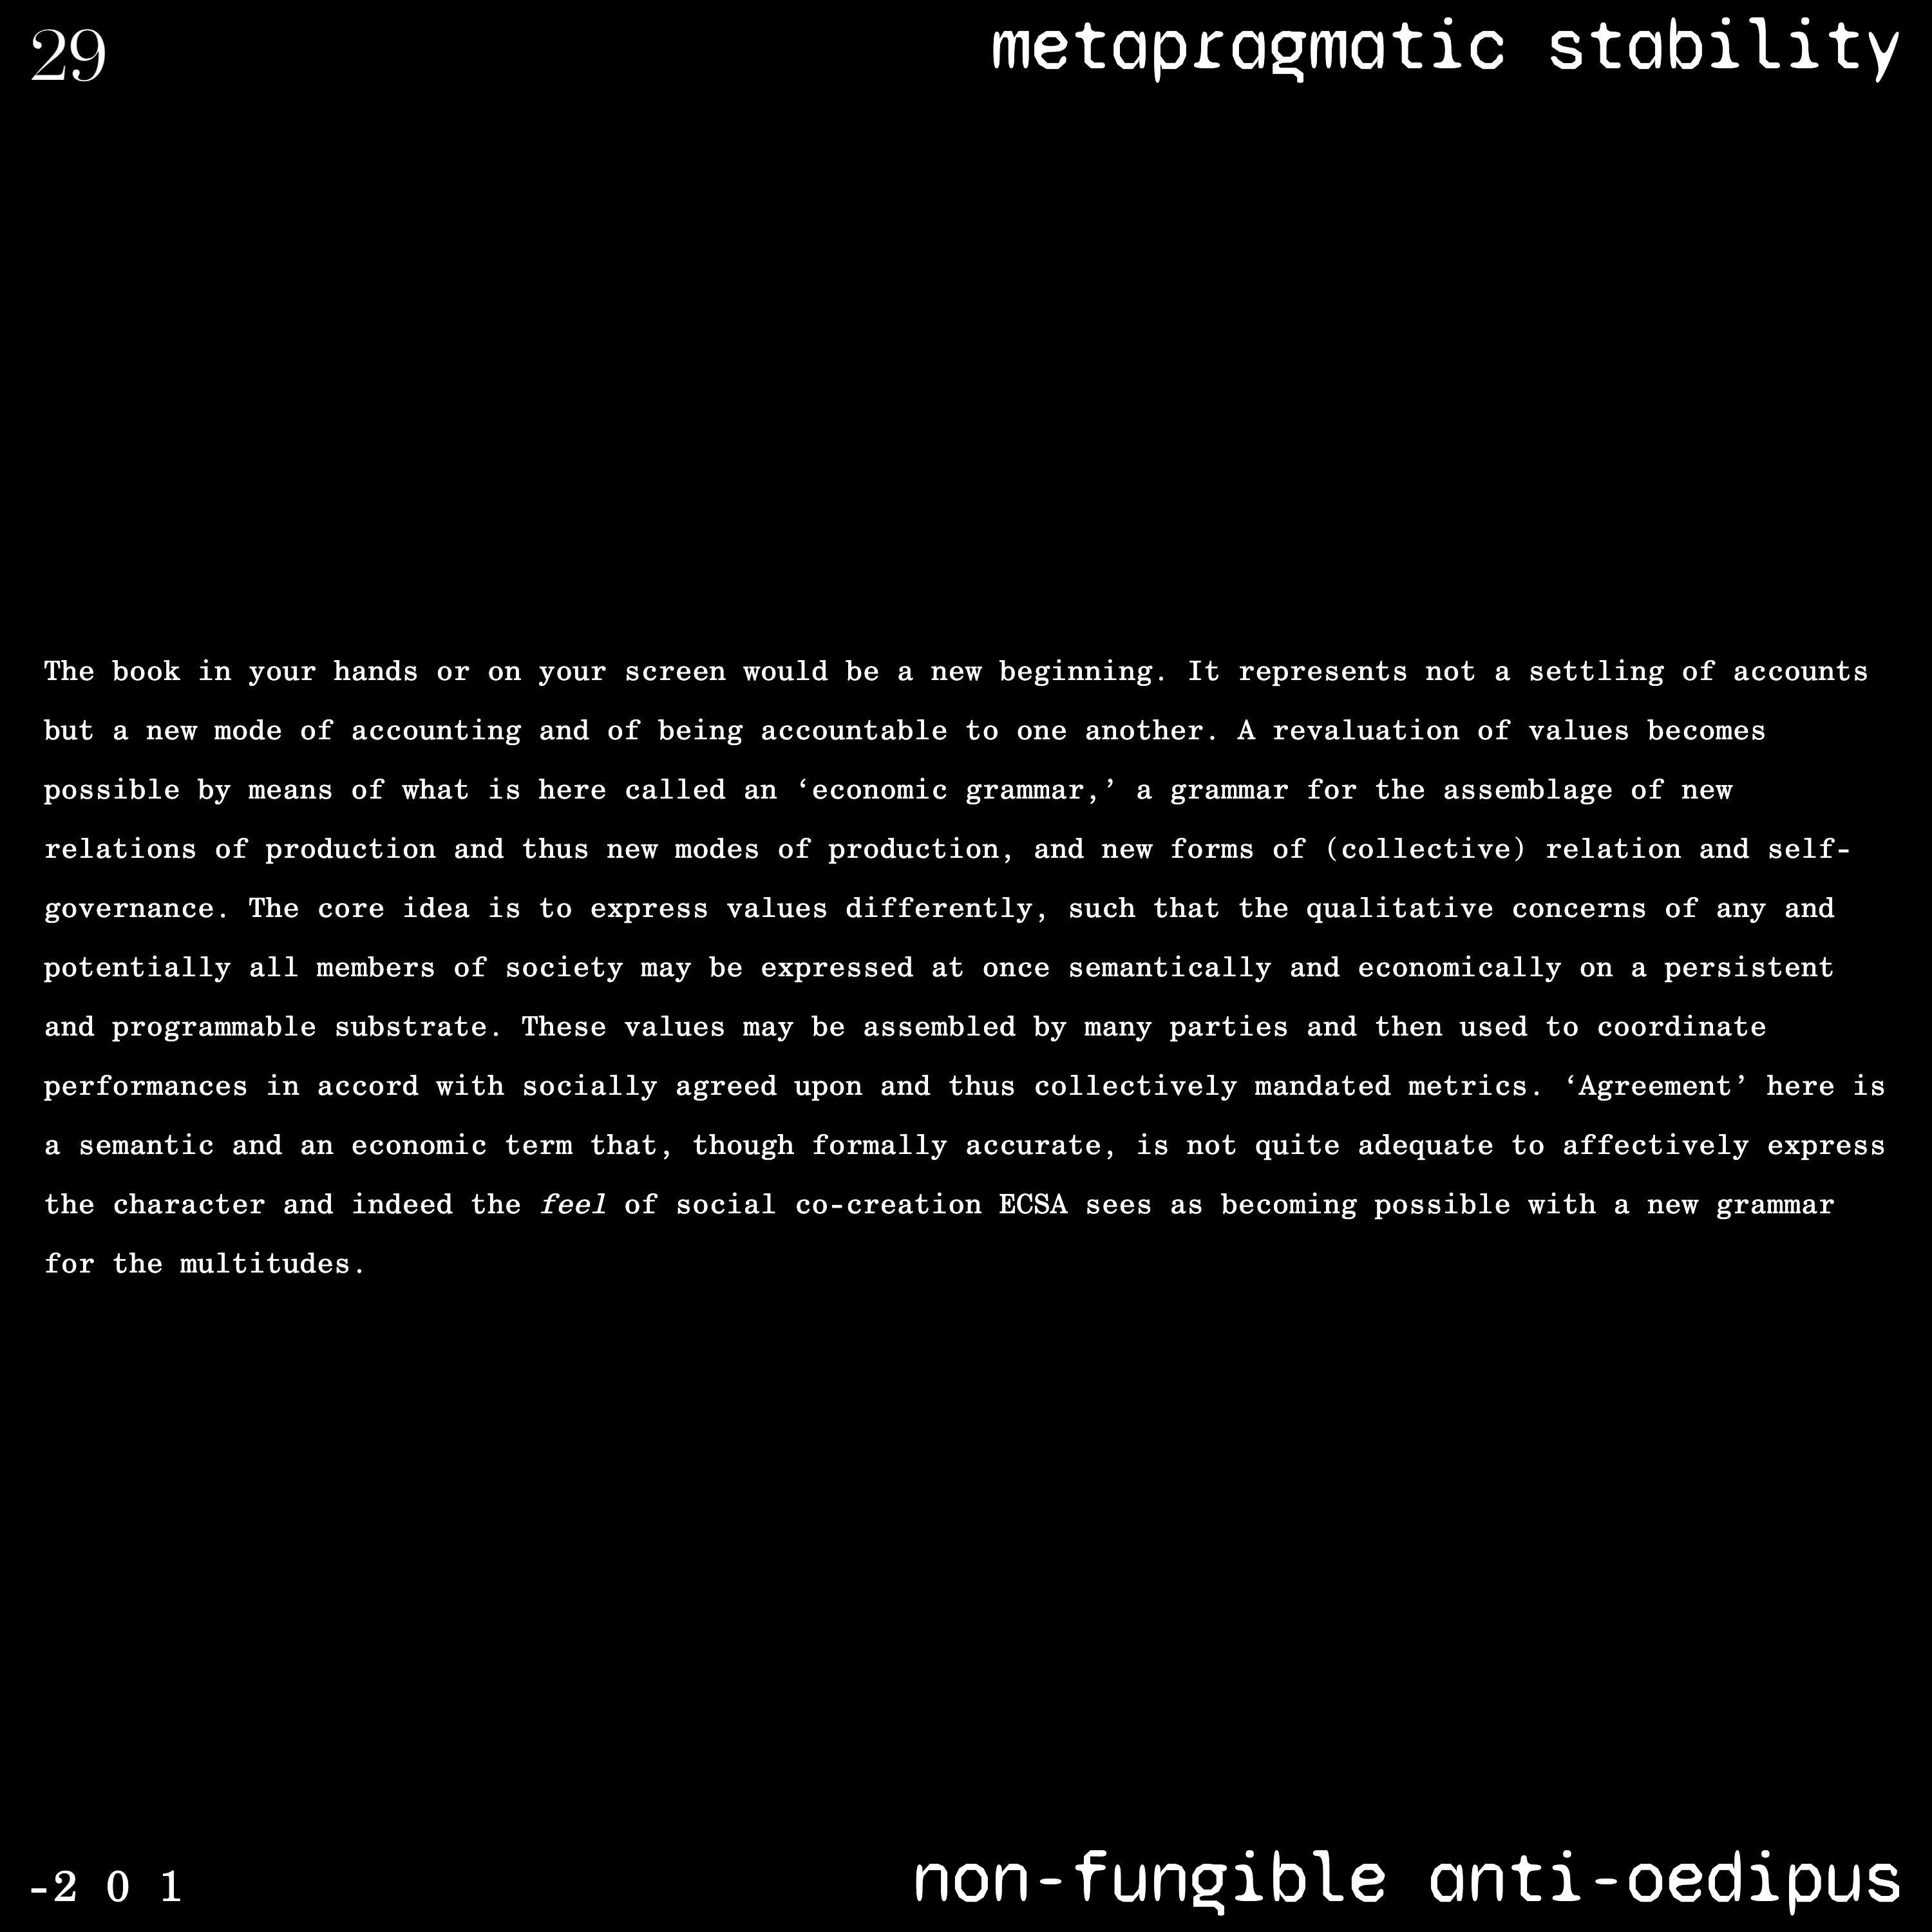 29
metapragmatic stability
The book in your hands or on your screen would be a new beginning. It represents not a settling of accounts
but a new mode of accounting and of being accountable to one another. A revaluation of values becomes
possible by means of what is here called an ‘economic grammar,’ a grammar for the assemblage of new
relations of production and thus new modes of production, and new forms of (collective) relation and self-
governance. The core idea is to express values differently, such that the qualitative concerns of any and
potentially all members of society may be expressed at once semantically and economically on a persistent
and programmable substrate. These values may be assembled by many parties and then used to coordinate
performances in accord with socially agreed upon and thus collectively mandated metrics. ‘Agreement’ here is
a semantic and an economic term that, though formally accurate, is not quite adequate to affectively express
the character and indeed the feel of social co-creation ECSA sees as becoming possible with a new grammar
for the multitudes.
-2 0 1
non-fungible anti-oedipus